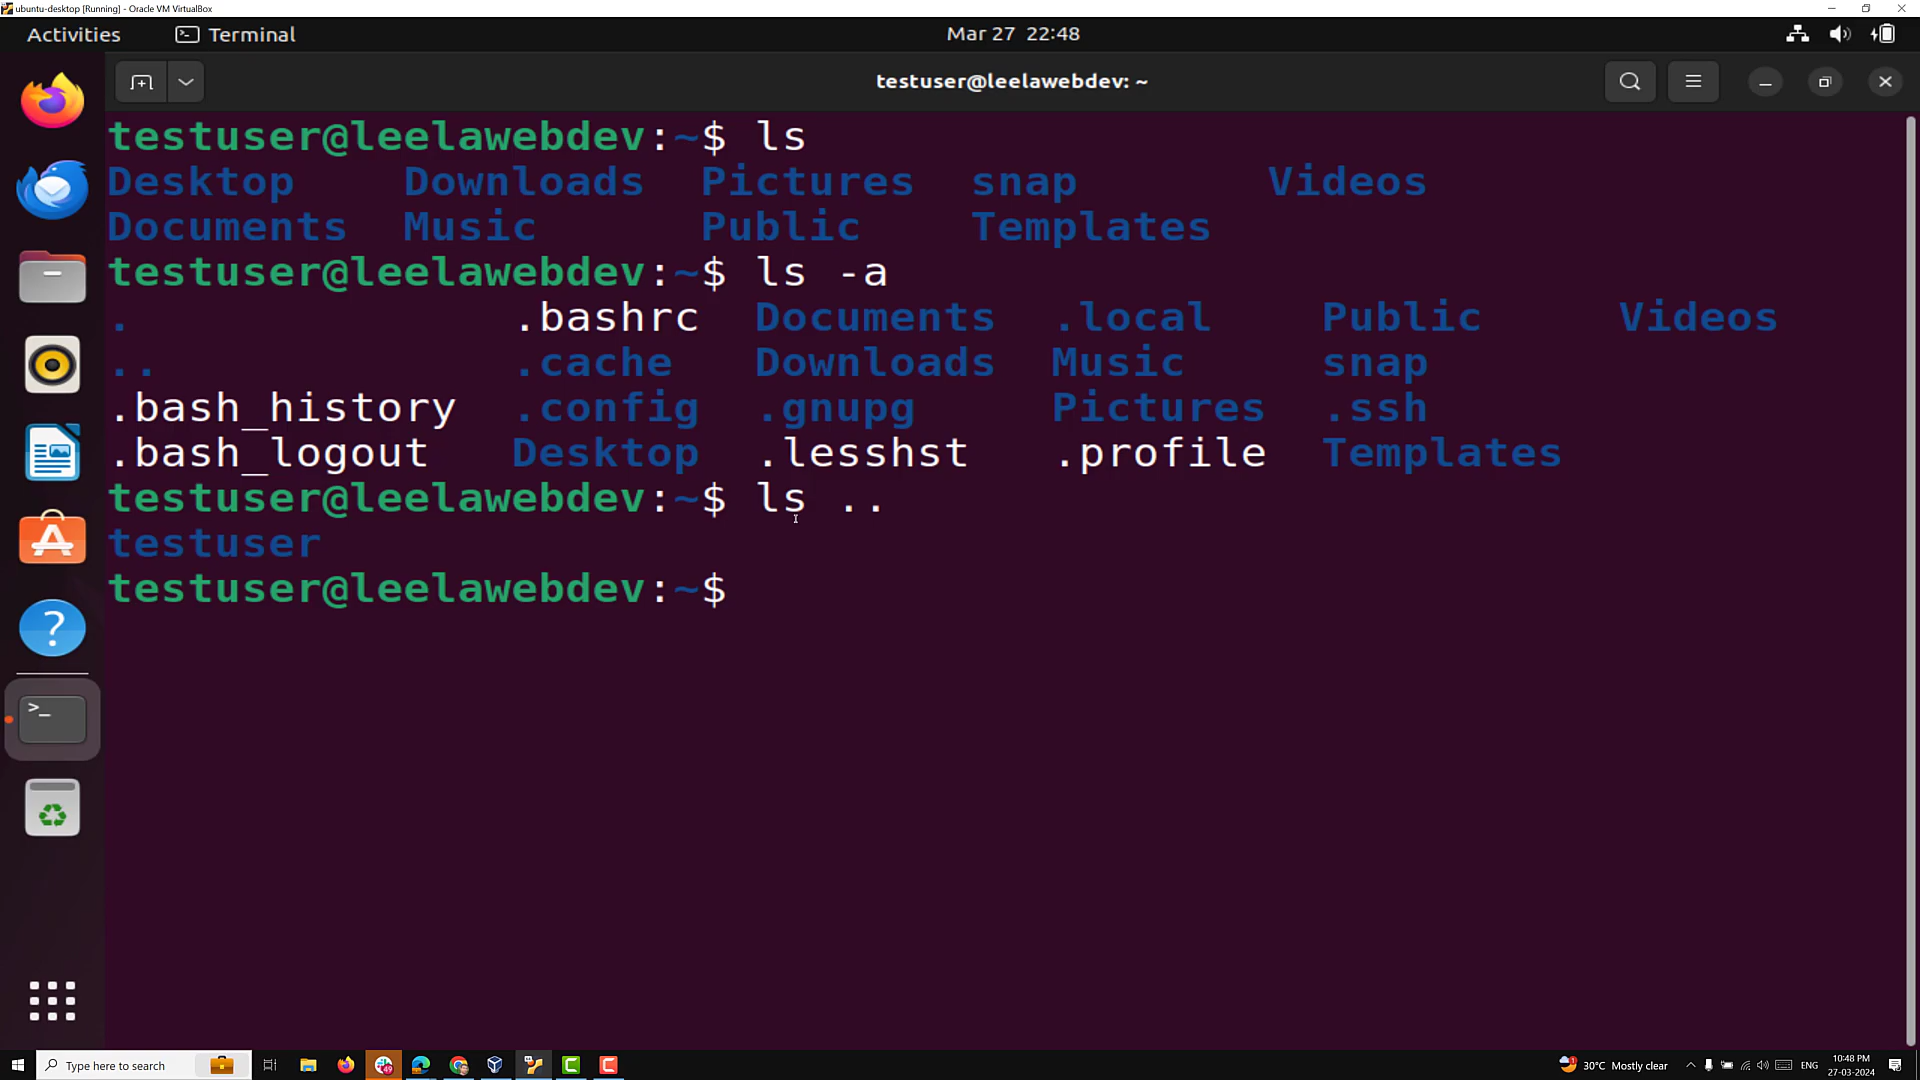 ubuntu-desktop [Running] - Oracle VM VirtualBox
Activities Terminal Mar 27 22:48
testuser@leelawebdev: ~
testuser@leelawebdev:~$ ls
Desktop Downloads Pictures snap Videos
Documents Music Public Templates
testuser@leelawebdev:~$ ls -a
. .bashrc Documents .local Public Videos
.. .cache Downloads Music snap
.bash_history .config .gnupg Pictures .ssh
.bash_logout Desktop .lesshst .profile Templates
testuser@leelawebdev:~$ ls ..
testuser
testuser@leelawebdev:~$
Type here to search 30°C Mostly clear ENG 10:48 PM
27-03-2024